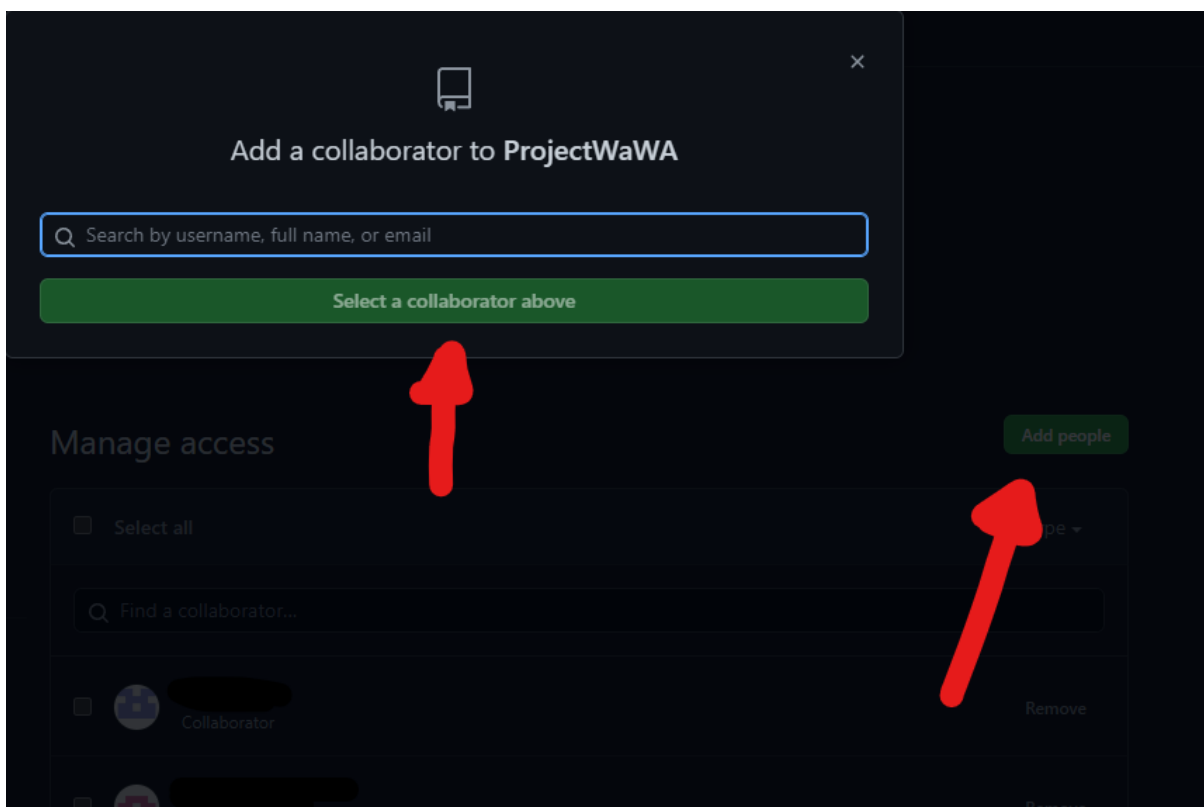 Add a collaborator to ProjectWaWA
Search by username, full name, or email
Select a collaborator above
Manage access
Add people
Select all
Find a collaborator...
Collaborator
Remove
Remove